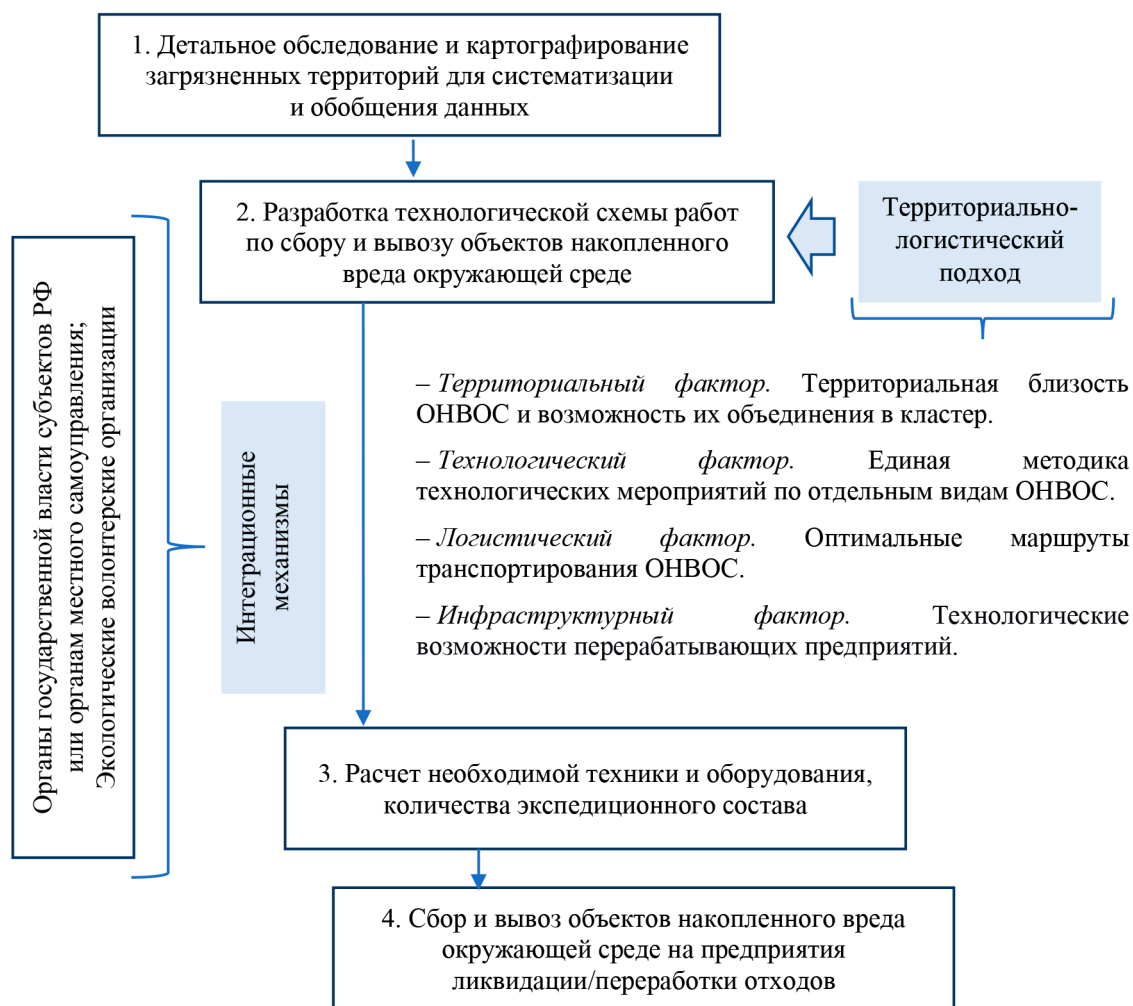 1. Детальное обследование и картографирование
загрязненных территорий для систематизации
и обобщения данных
2. Разработка технологической схемы работ
по сбору и вывозу объектов накопленного
вреда окружающей среде
Территориально-
логистический
подход
Органы государственной власти субъектов РФ
или органам местного самоуправления;
Экологические волонтерские организации
Интеграционные
механизмы
– Территориальный фактор. Территориальная близость
ОНВОС и возможность их объединения в кластер.
– Технологический фактор. Единая методика
технологических мероприятий по отдельным видам ОНВОС.
– Логистический фактор. Оптимальные маршруты
транспортирования ОНВОС.
– Инфраструктурный фактор. Технологические
возможности перерабатывающих предприятий.
3. Расчет необходимой техники и оборудования,
количества экспедиционного состава
4. Сбор и вывоз объектов накопленного вреда
окружающей среде на предприятия
ликвидации/переработки отходов